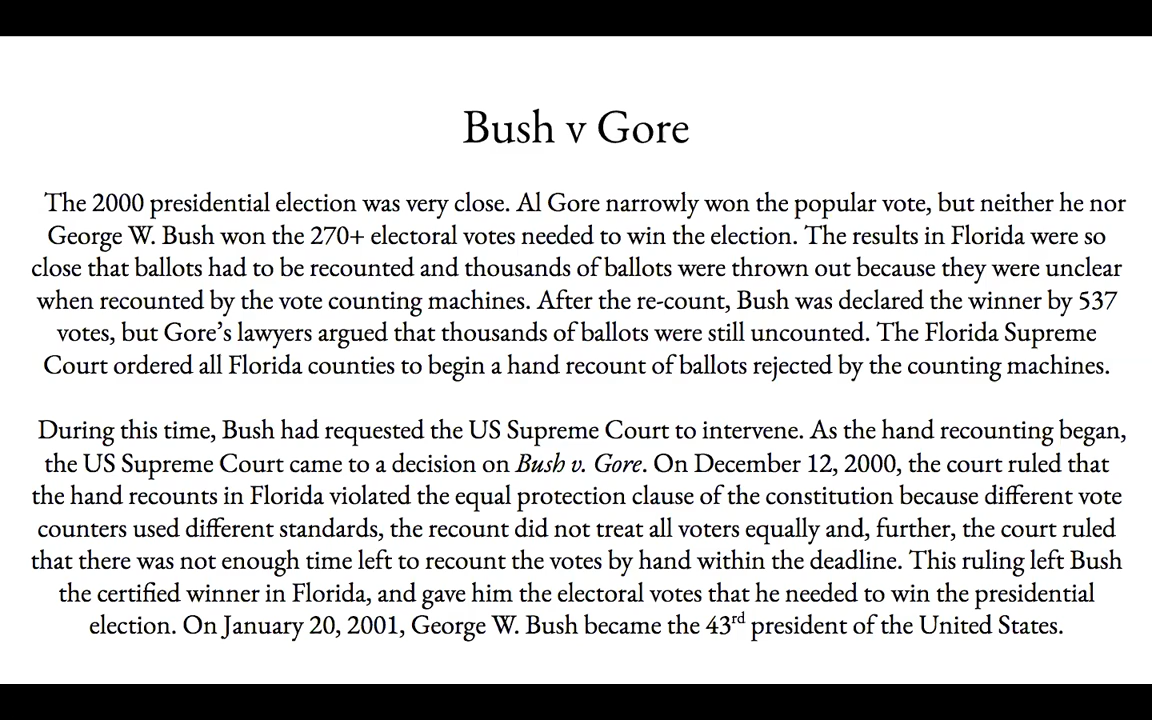 Bush v Gore
The 2000 presidential election was very close. Al Gore narrowly won the popular vote, but neither he nor
George W. Bush won the 270+ electoral votes needed to win the election. The results in Florida were so
close that ballots had to be recounted and thousands of ballots were thrown out because they were unclear
when recounted by the vote counting machines. After the re-count, Bush was declared the winner by 537
votes, but Gore’s lawyers argued that thousands of ballots were still uncounted. The Florida Supreme
Court ordered all Florida counties to begin a hand recount of ballots rejected by the counting machines.
During this time, Bush had requested the US Supreme Court to intervene. As the hand recounting began,
the US Supreme Court came to a decision on Bush v. Gore. On December 12, 2000, the court ruled that
the hand recounts in Florida violated the equal protection clause of the constitution because different vote
counters used different standards, the recount did not treat all voters equally and, further, the court ruled
that there was not enough time left to recount the votes by hand within the deadline. This ruling left Bush
the certified winner in Florida, and gave him the electoral votes that he needed to win the presidential
election. On January 20, 2001, George W. Bush became the 43rd president of the United States.